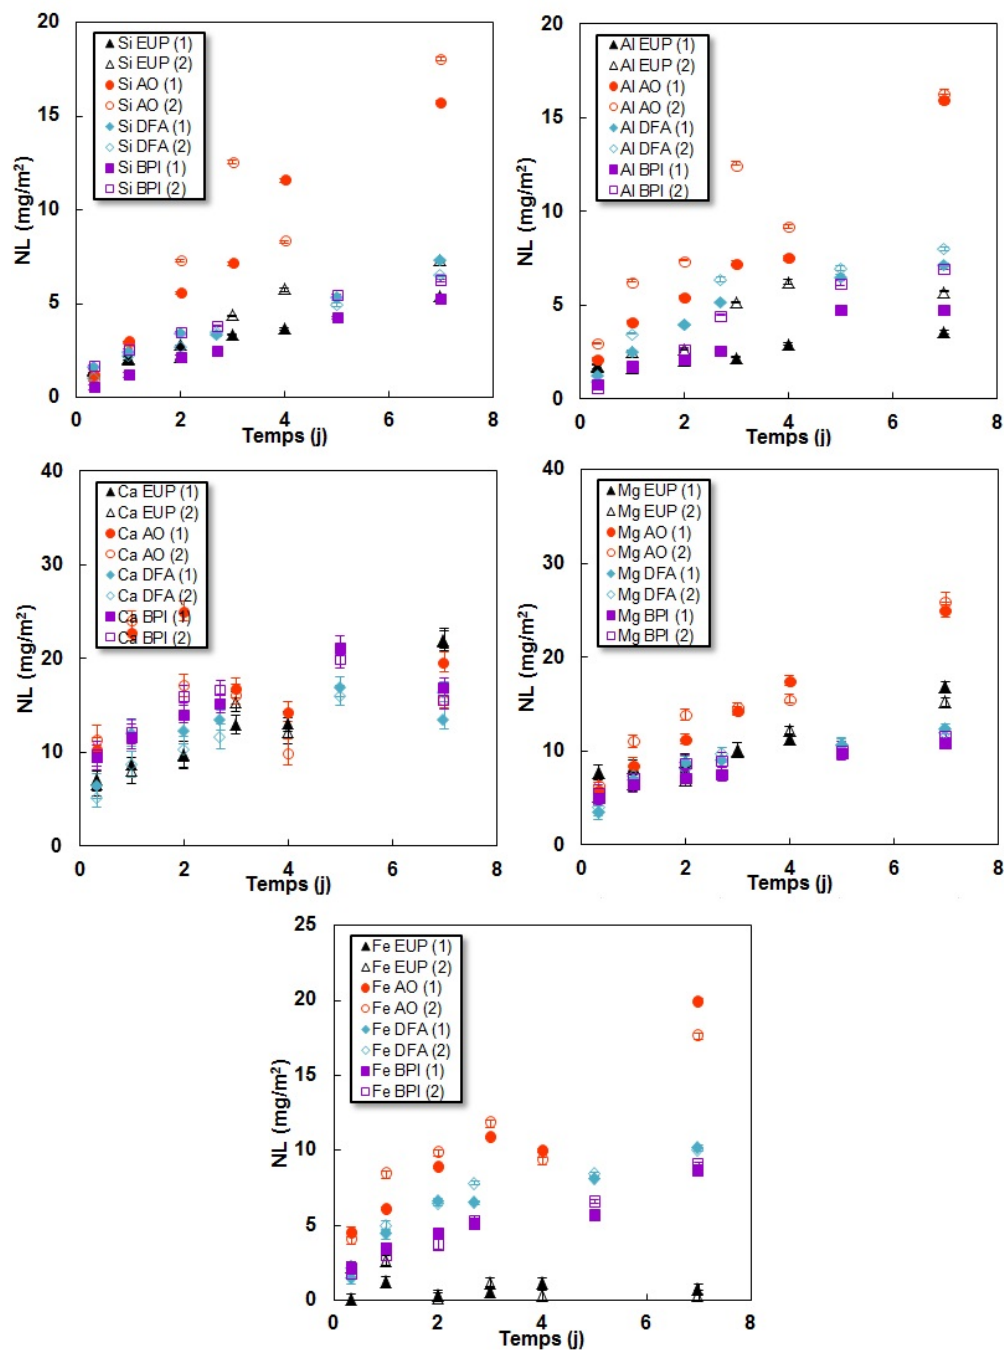 20
15
10
5
0
0 2 4 6 8
NL (mg/m²)
Temps (j)
Si EUP (1)
Si EUP (2)
Si AO (1)
Si AO (2)
Si DFA (1)
Si DFA (2)
Si BPI (1)
Si BPI (2)
20
15
10
5
0
0 2 4 6 8
NL (mg/m²)
Temps (j)
Al EUP (1)
Al EUP (2)
Al AO (1)
Al AO (2)
Al DFA (1)
Al DFA (2)
Al BPI (1)
Al BPI (2)
40
30
20
10
0
0 2 4 6 8
NL (mg/m²)
Temps (j)
Ca EUP (1)
Ca EUP (2)
Ca AO (1)
Ca AO (2)
Ca DFA (1)
Ca DFA (2)
Ca BPI (1)
Ca BPI (2)
40
30
20
10
0
0 2 4 6 8
NL (mg/m²)
Temps (j)
Mg EUP (1)
Mg EUP (2)
Mg AO (1)
Mg AO (2)
Mg DFA (1)
Mg DFA (2)
Mg BPI (1)
Mg BPI (2)
25
20
15
10
5
0
0 2 4 6 8
NL (mg/m²)
Temps (j)
Fe EUP (1)
Fe EUP (2)
Fe AO (1)
Fe AO (2)
Fe DFA (1)
Fe DFA (2)
Fe BPI (1)
Fe BPI (2)